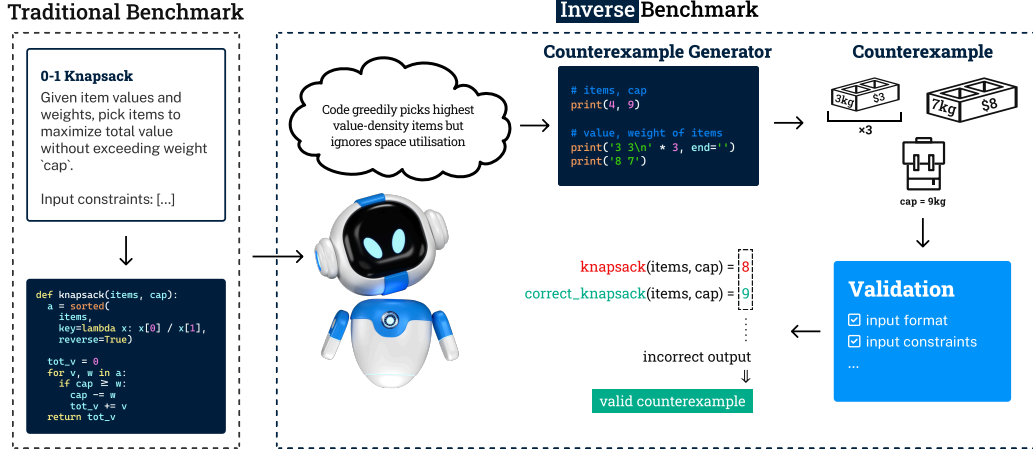 Traditional Benchmark
0-1 Knapsack
Given item values and
weights, pick items to
maximize total value
without exceeding weight
`cap`.
Input constraints: [...]
def knapsack(items, cap):
a = sorted(
items,
key=lambda x: x[0] / x[1],
reverse=True)
tot_v = 0
for v, w in a:
if cap ≥ w:
cap -= w
tot_v += v
return tot_v
Inverse Benchmark
Code greedily picks highest
value-density items but
ignores space utilisation
Counterexample Generator
# items, cap
print(4, 9)
# value, weight of items
print('3 3\n' * 3, end='')
print('8 7')
Counterexample
3kg $3
×3
7kg $8
cap = 9kg
Validation
input format
input constraints
...
knapsack(items, cap) = 8
correct_knapsack(items, cap) = 9
incorrect output
⇓
valid counterexample